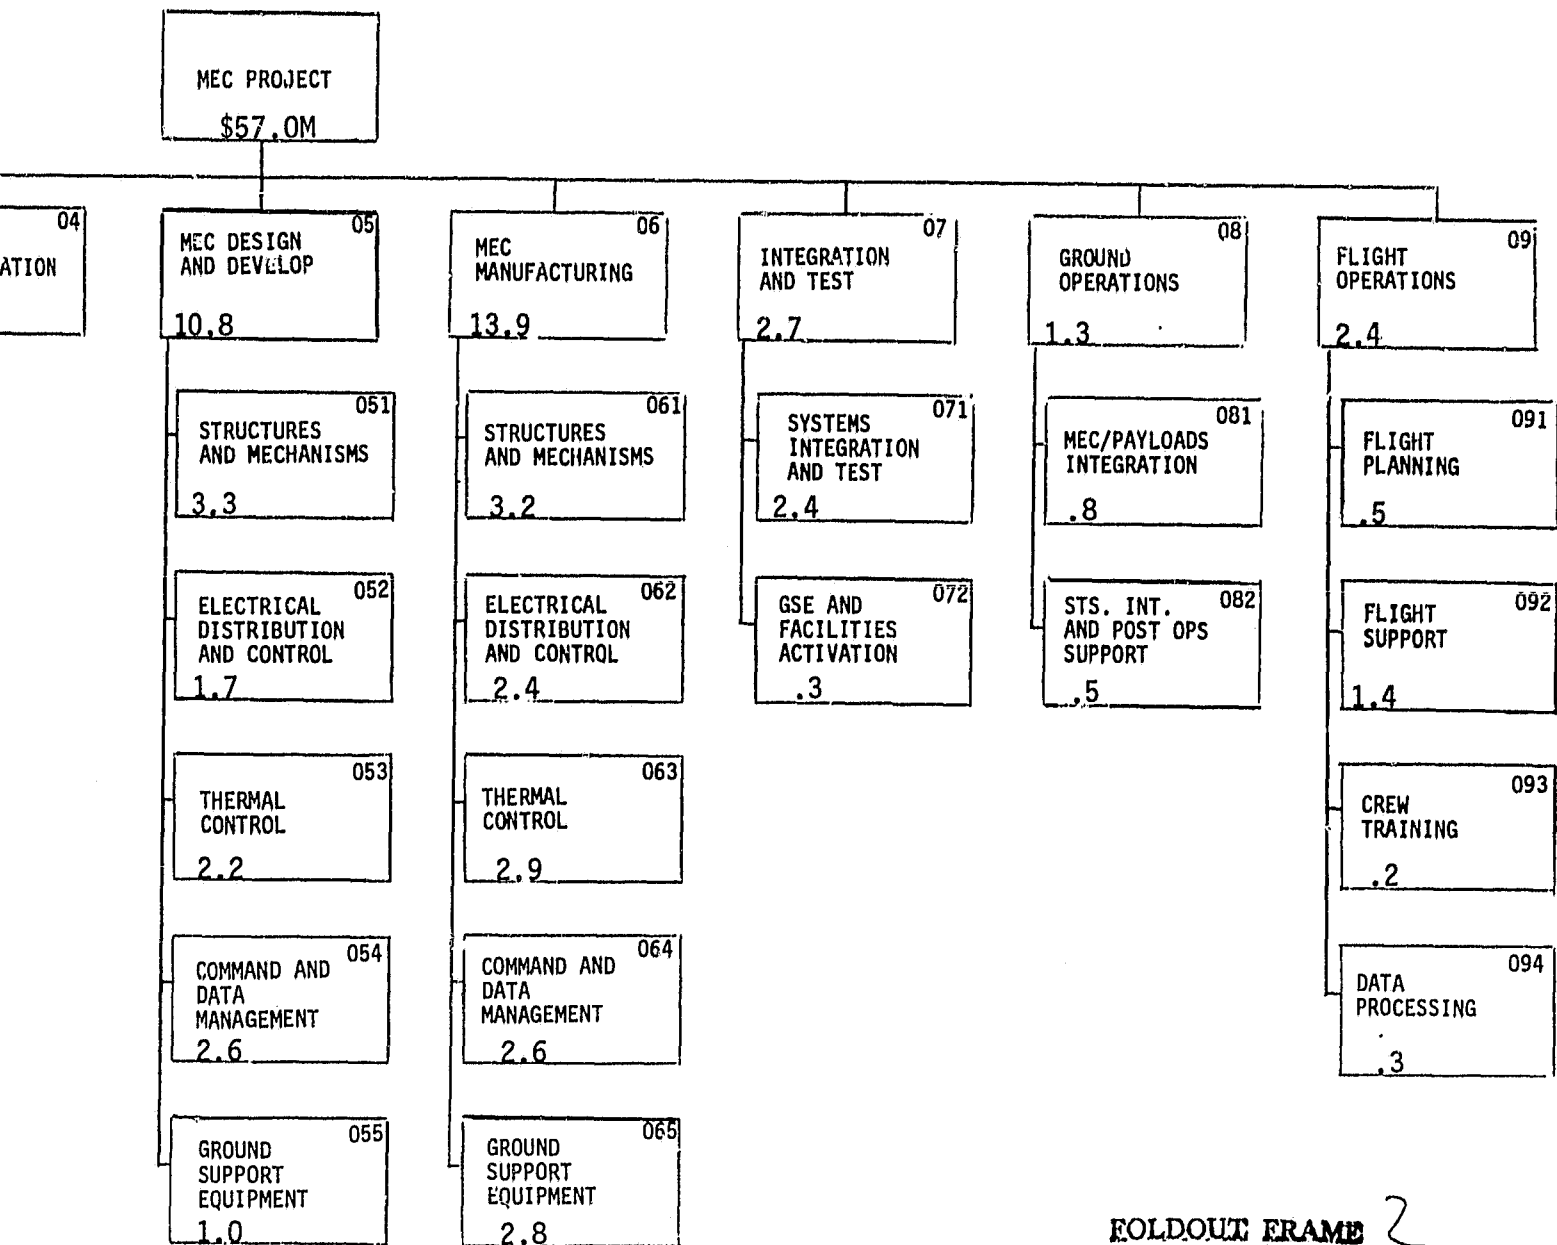 MEC PROJECT
$57.0M
04
ATION
05
MEC DESIGN
AND DEVELOP
10.8
051
STRUCTURES
AND MECHANISMS
3.3
052
ELECTRICAL
DISTRIBUTION
AND CONTROL
1.7
053
THERMAL
CONTROL
2.2
054
COMMAND AND
DATA
MANAGEMENT
2.6
055
GROUND
SUPPORT
EQUIPMENT
1.0
06
MEC
MANUFACTURING
13.9
061
STRUCTURES
AND MECHANISMS
3.2
062
ELECTRICAL
DISTRIBUTION
AND CONTROL
2.4
063
THERMAL
CONTROL
2.9
064
COMMAND AND
DATA
MANAGEMENT
2.6
065
GROUND
SUPPORT
EQUIPMENT
2.8
07
INTEGRATION
AND TEST
2.7
071
SYSTEMS
INTEGRATION
AND TEST
2.4
072
GSE AND
FACILITIES
ACTIVATION
.3
08
GROUND
OPERATIONS
1.3
081
MEC/PAYLOADS
INTEGRATION
.8
082
STS. INT.
AND POST OPS
SUPPORT
.5
09
FLIGHT
OPERATIONS
2.4
091
FLIGHT
PLANNING
.5
092
FLIGHT
SUPPORT
1.4
093
CREW
TRAINING
.2
094
DATA
PROCESSING
.3
FOLDOUT FRAME 2